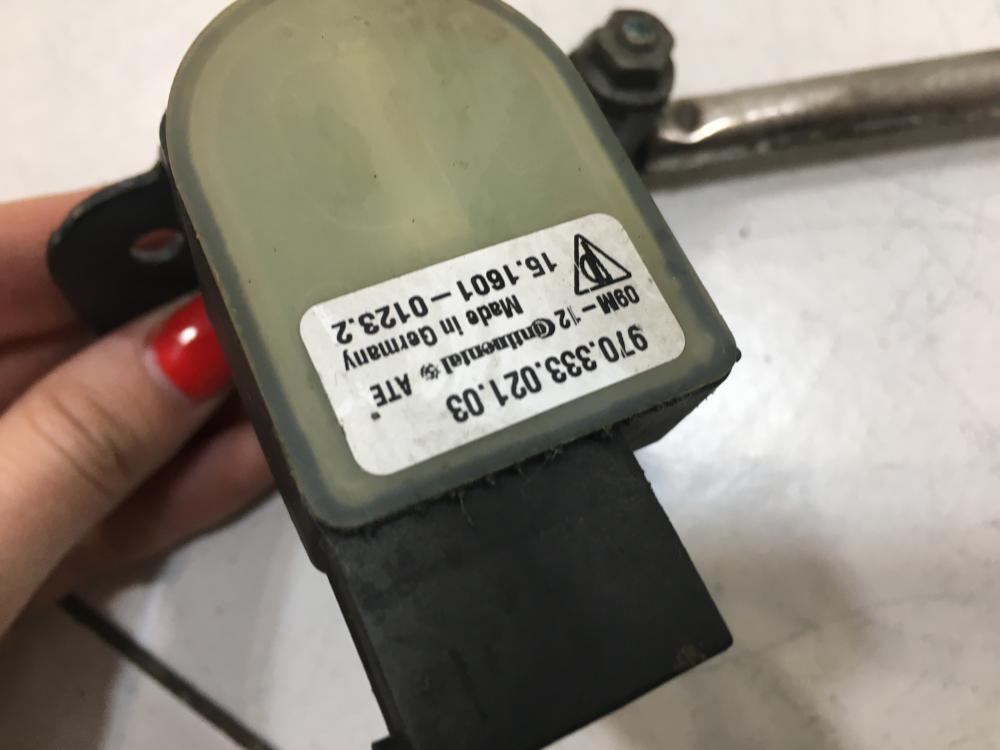 970.333.021.03
09M-12 Continental ATE
Made in Germany
15.1601-0123.2